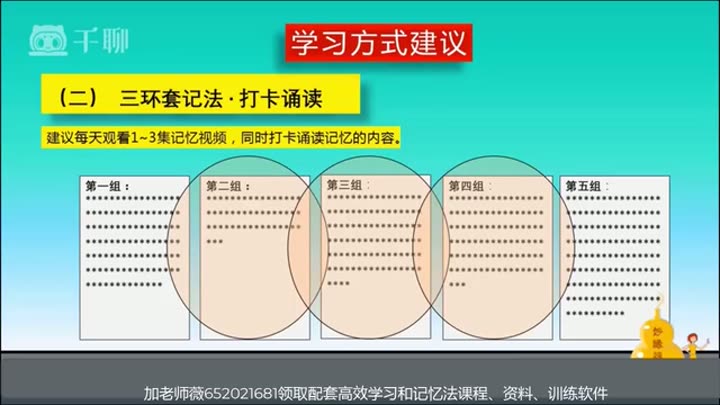 千聊
学习方式建议
（二） 三环套记法·打卡诵读
建议每天观看1~3集记忆视频，同时打卡诵读记忆的内容。
第一组：
第二组：
第三组：
第四组：
第五组：
加老师薇652021681领取配套高效学习和记忆法课程、资料、训练软件